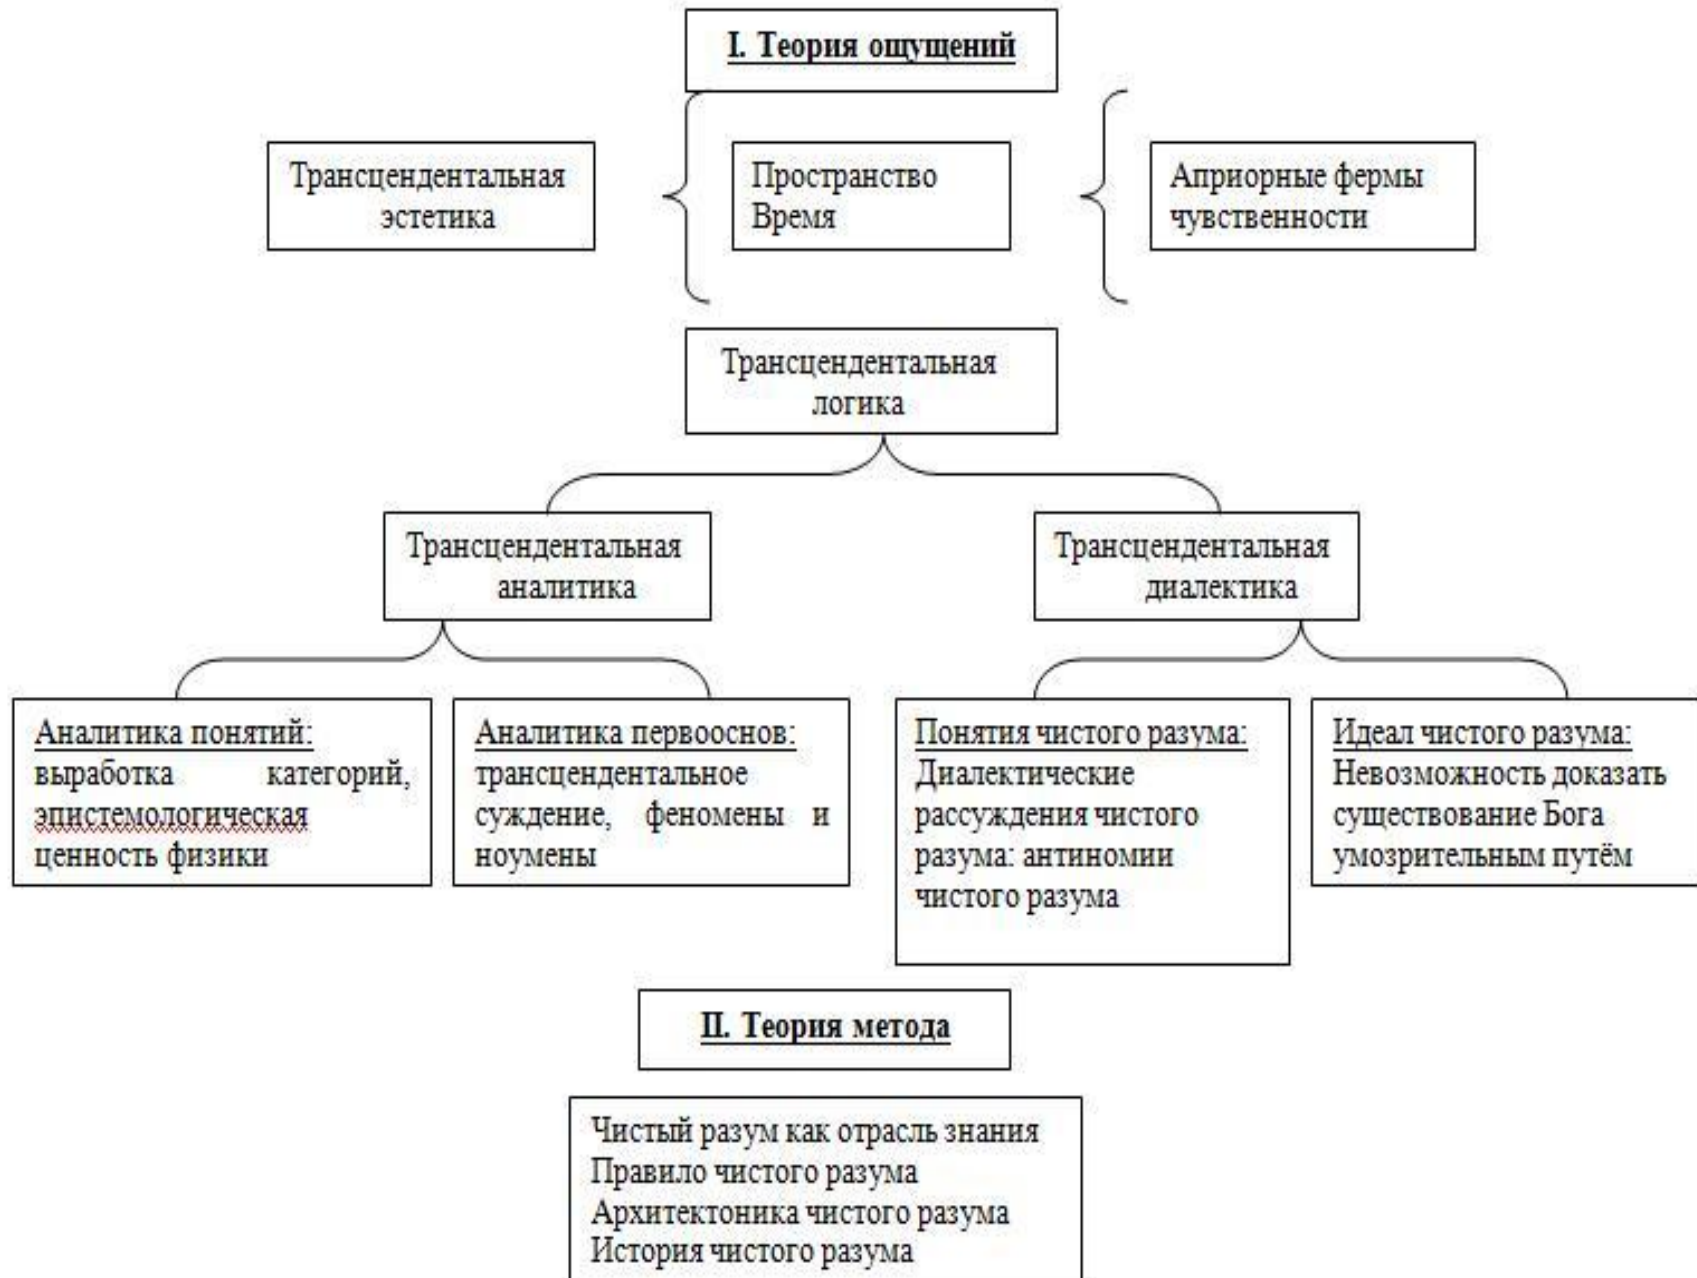 I. Теория ощущений
Трансцендентальная
эстетика
Пространство
Время
Априорные фермы
чувственности
Трансцендентальная
логика
Трансцендентальная
аналитика
Трансцендентальная
диалектика
Аналитика понятий:
выработка категорий,
эпистемологическая
ценность физики
Аналитика первооснов:
трансцендентальное
суждение, феномены и
ноумены
Понятия чистого разума:
Диалектические
рассуждения чистого
разума: антиномии
чистого разума
Идеал чистого разума:
Невозможность доказать
существование Бога
умозрительным путём
II. Теория метода
Чистый разум как отрасль знания
Правило чистого разума
Архитектоника чистого разума
История чистого разума